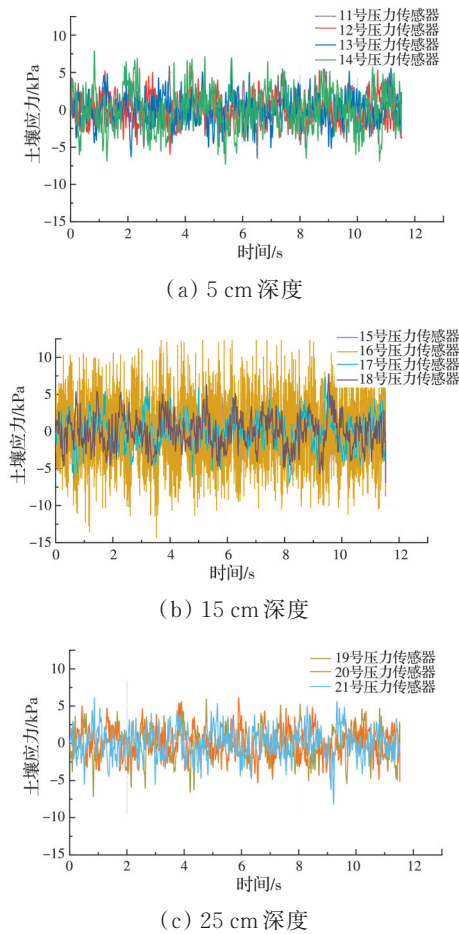 11号压力传感器
12号压力传感器
13号压力传感器
14号压力传感器
10
5
0
−5
−10
−15
土壤应力/kPa
0 2 4 6 8 10 12
时间/s
(a) 5 cm深度
15号压力传感器
16号压力传感器
17号压力传感器
18号压力传感器
10
5
0
−5
−10
−15
土壤应力/kPa
0 2 4 6 8 10 12
时间/s
(b) 15 cm深度
19号压力传感器
20号压力传感器
21号压力传感器
10
5
0
−5
−10
−15
土壤应力/kPa
0 2 4 6 8 10 12
时间/s
(c) 25 cm深度